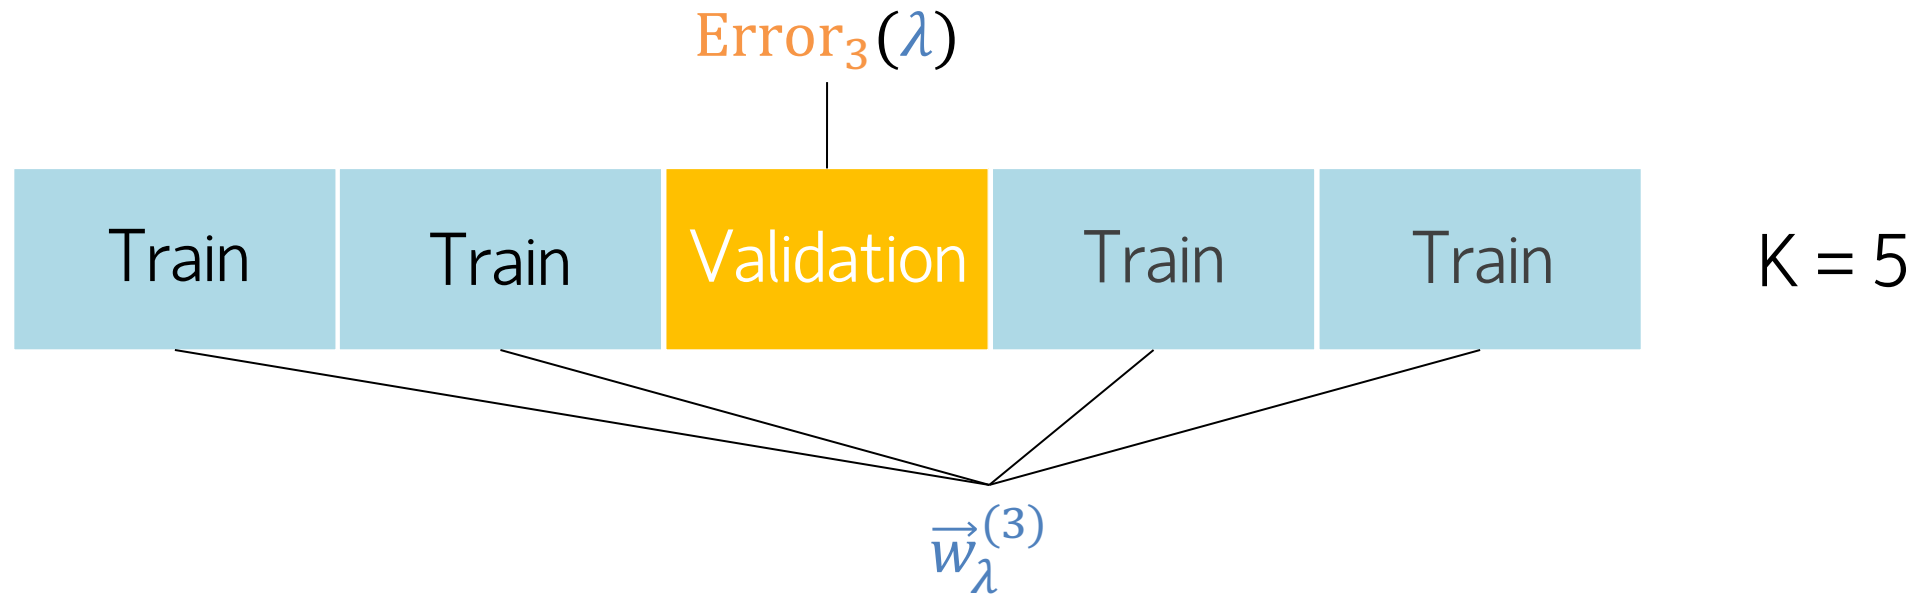 Error₃(λ)
Train Train Validation Train Train K = 5
w⃗_λ^(3)